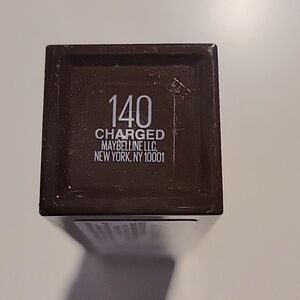 140
CHARGED
MAYBELLINE LLC,
NEW YORK, NY 10001